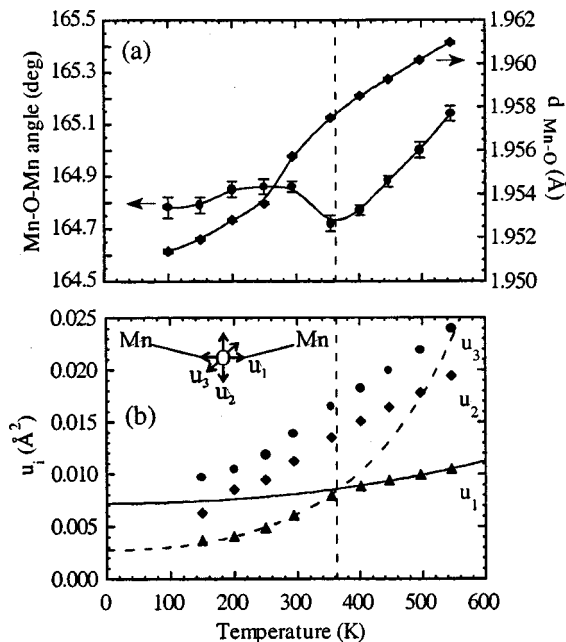 165.5
165.3
165.1
164.9
164.7
164.5
Mn-O-Mn angle (deg)
(a)
1.962
1.960
1.958
1.956
1.954
1.952
1.950
d Mn-O (Å)
0.025
0.020
0.015
0.010
0.005
0.000
u_i (Å²)
Mn
Mn
O
u₃
u₁
u₂
(b)
u₃
u₂
u₁
0 100 200 300 400 500 600
Temperature (K)